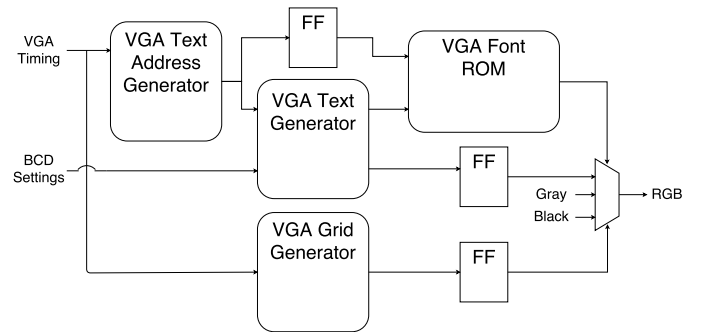 VGA
Timing
VGA Text
Address
Generator
FF
VGA Font
ROM
VGA Text
Generator
BCD
Settings
FF
Gray
Black
RGB
VGA Grid
Generator
FF